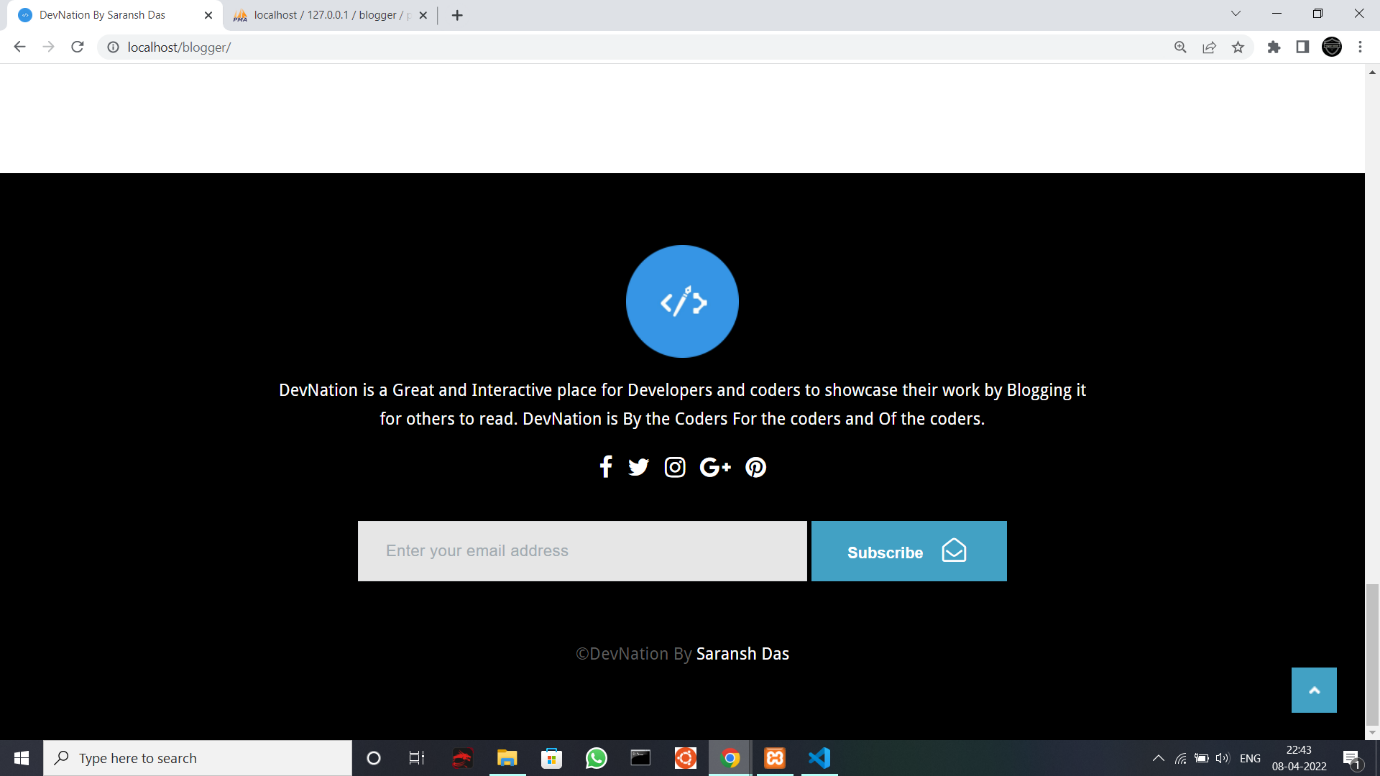 DevNation By Saransh Das
localhost / 127.0.0.1 / blogger / p
localhost/blogger/
DevNation is a Great and Interactive place for Developers and coders to showcase their work by Blogging it
for others to read. DevNation is By the Coders For the coders and Of the coders.
Enter your email address
Subscribe
©DevNation By Saransh Das
Type here to search
ENG
22:43
08-04-2022
1